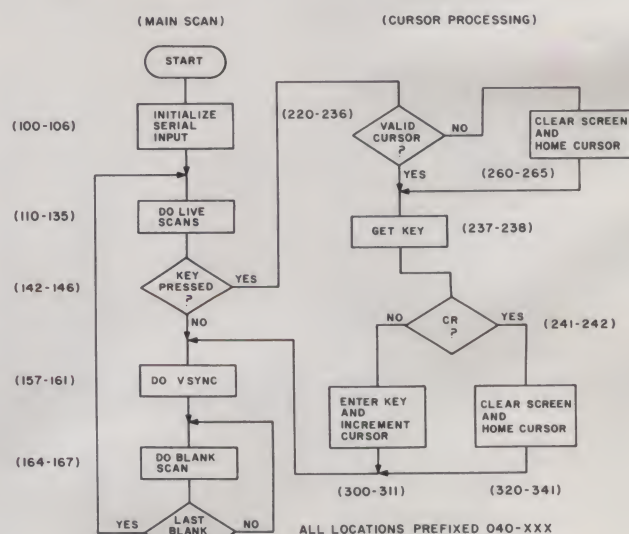 (MAIN SCAN)
(CURSOR PROCESSING)
START
(100-106)
INITIALIZE
SERIAL
INPUT
(110-135)
DO LIVE
SCANS
(142-146)
KEY
PRESSED
?
YES
NO
(157-161)
DO V SYNC
(164-167)
DO BLANK
SCAN
YES
LAST
BLANK
NO
(220-236)
VALID
CURSOR
?
NO
YES
CLEAR SCREEN
AND
HOME CURSOR
(260-265)
GET KEY
(237-238)
NO
CR
?
YES
(241-242)
ENTER KEY
AND
INCREMENT
CURSOR
CLEAR SCREEN
AND
HOME CURSOR
(300-311)
(320-341)
ALL LOCATIONS PREFIXED 040-XXX